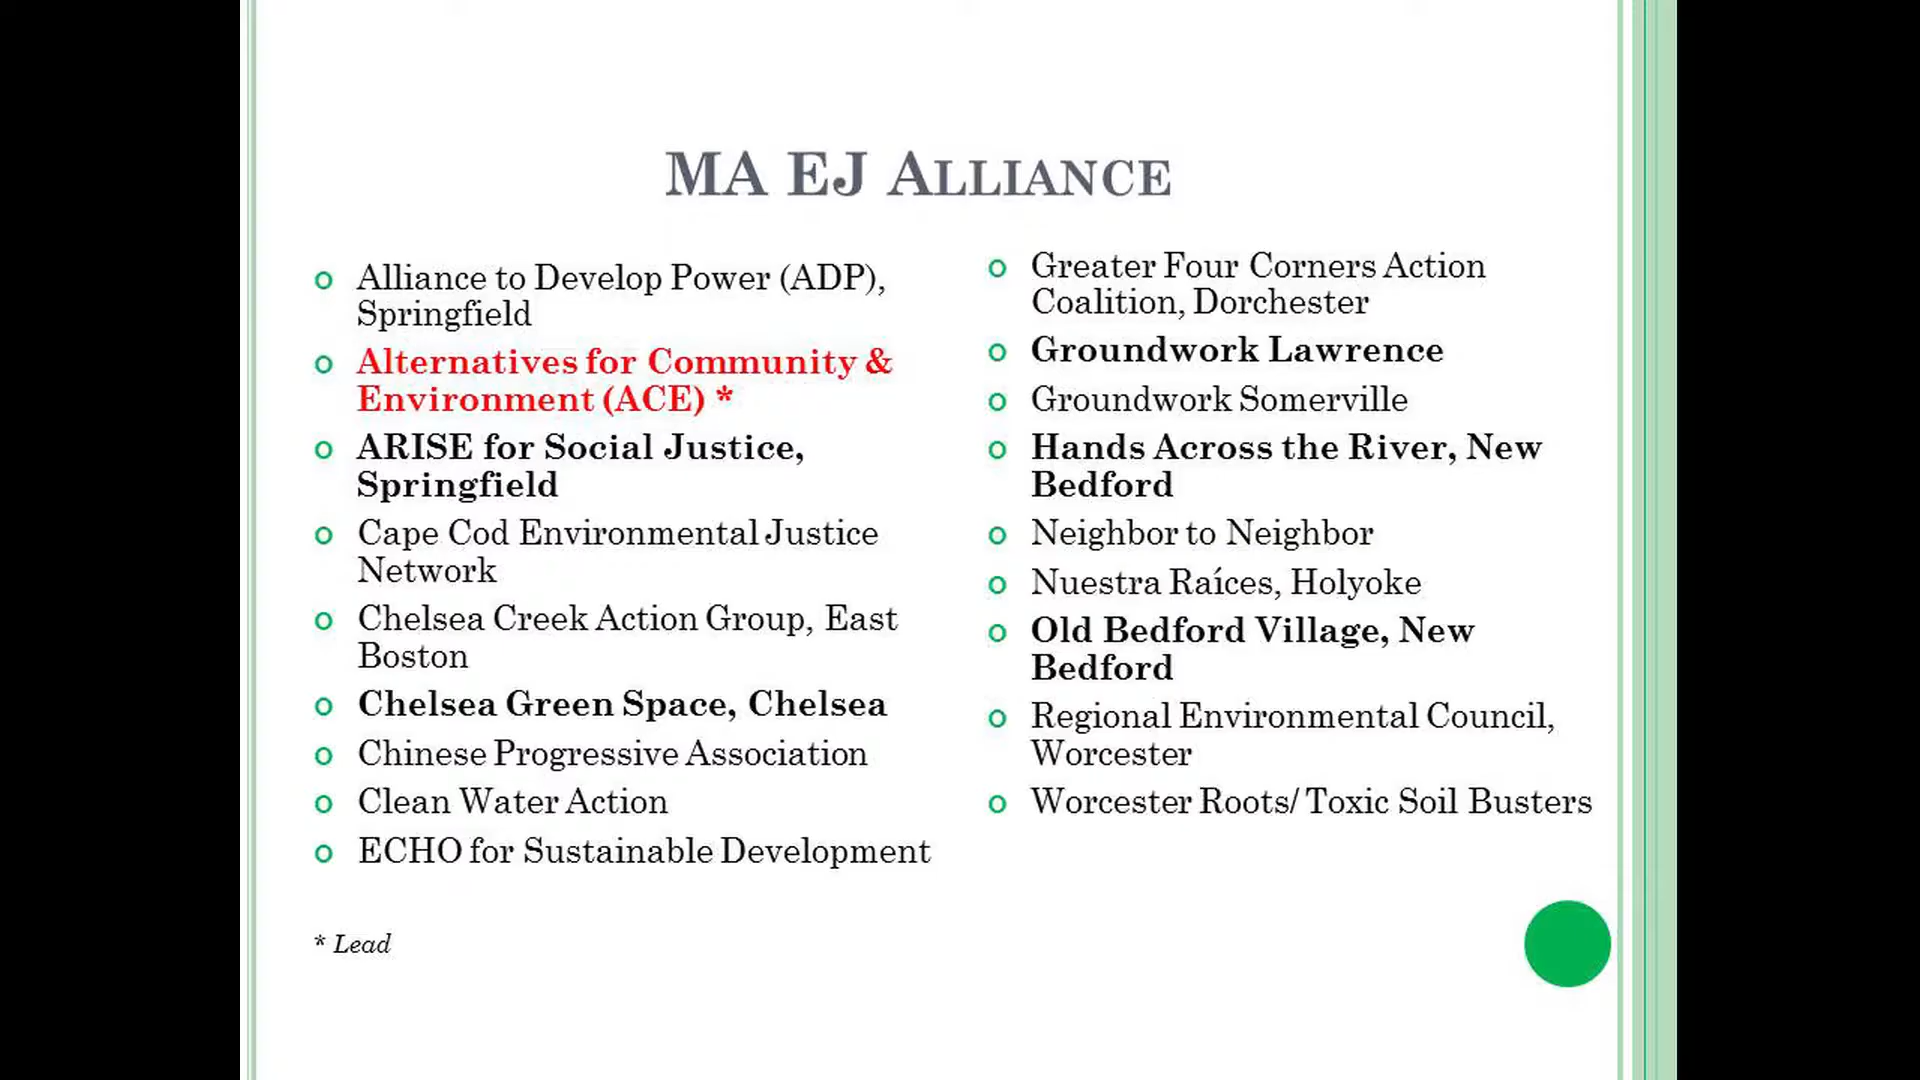 MA EJ ALLIANCE
o Alliance to Develop Power (ADP),
Springfield
o Alternatives for Community &
Environment (ACE) *
o ARISE for Social Justice,
Springfield
o Cape Cod Environmental Justice
Network
o Chelsea Creek Action Group, East
Boston
o Chelsea Green Space, Chelsea
o Chinese Progressive Association
o Clean Water Action
o ECHO for Sustainable Development
* Lead
o Greater Four Corners Action
Coalition, Dorchester
o Groundwork Lawrence
o Groundwork Somerville
o Hands Across the River, New
Bedford
o Neighbor to Neighbor
o Nuestra Raíces, Holyoke
o Old Bedford Village, New
Bedford
o Regional Environmental Council,
Worcester
o Worcester Roots/ Toxic Soil Busters